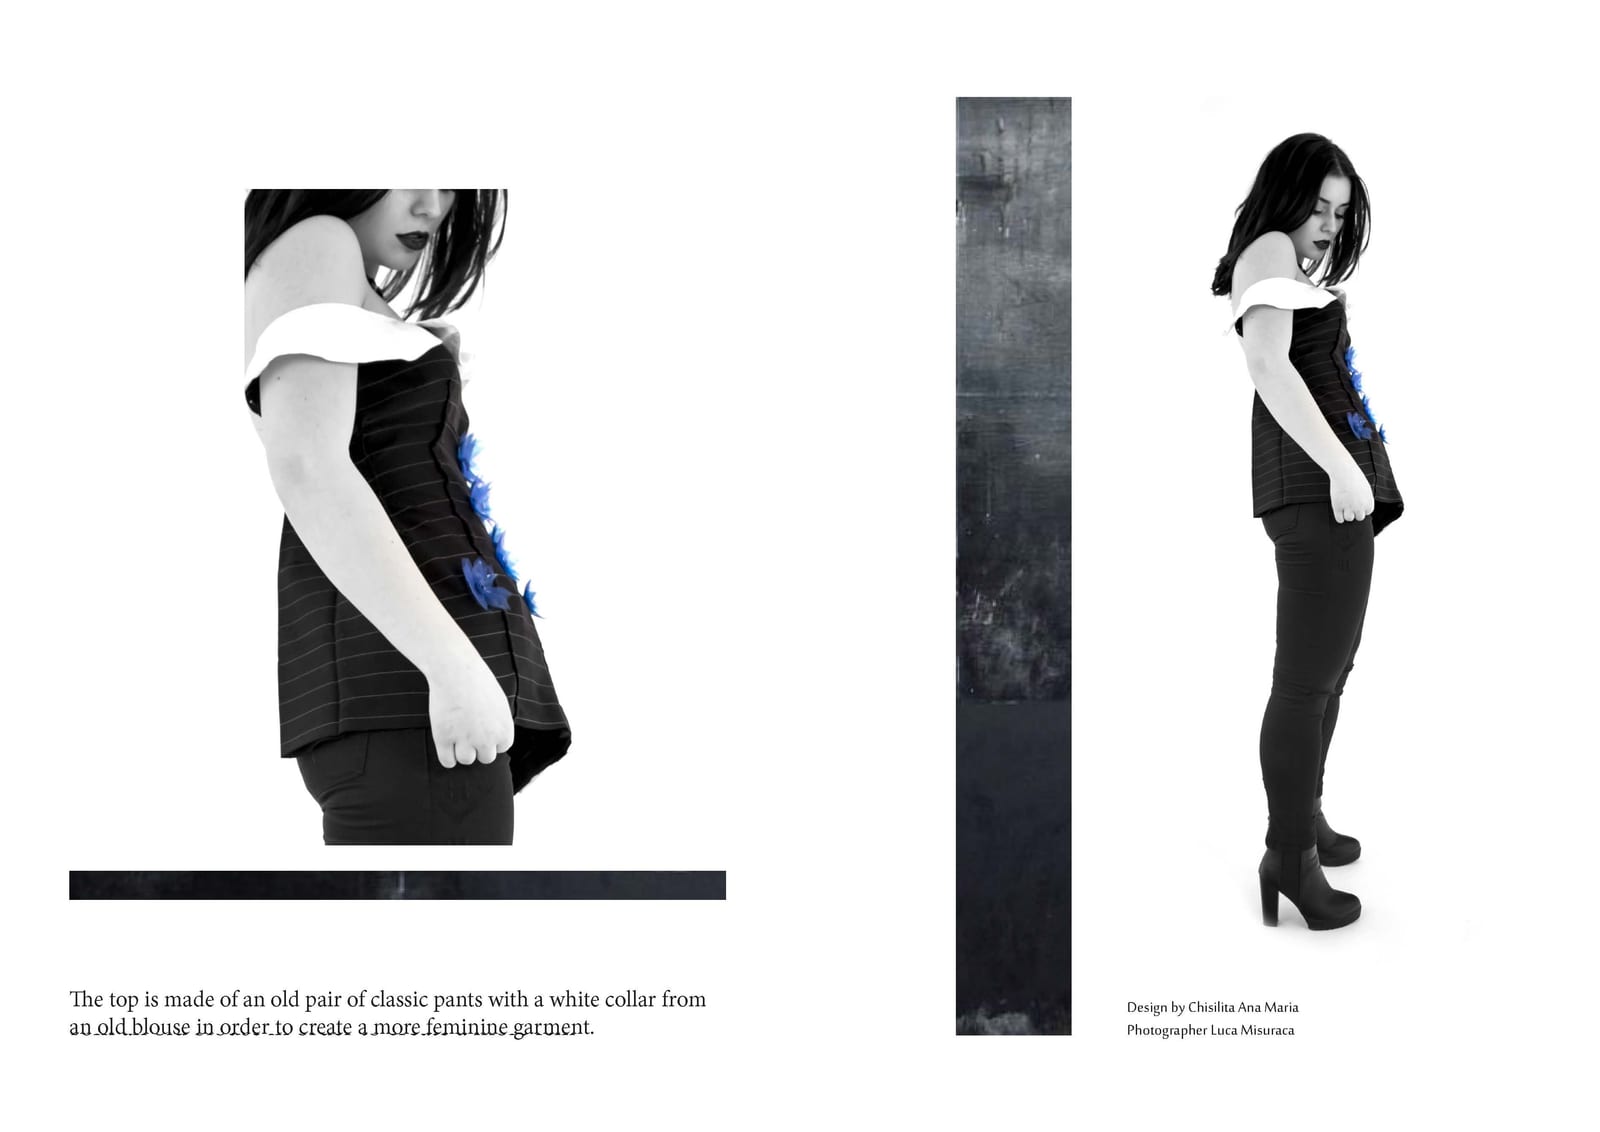 The top is made of an old pair of classic pants with a white collar from
an old blouse in order to create a more feminine garment.
Design by Chisilita Ana Maria
Photographer Luca Misuraca